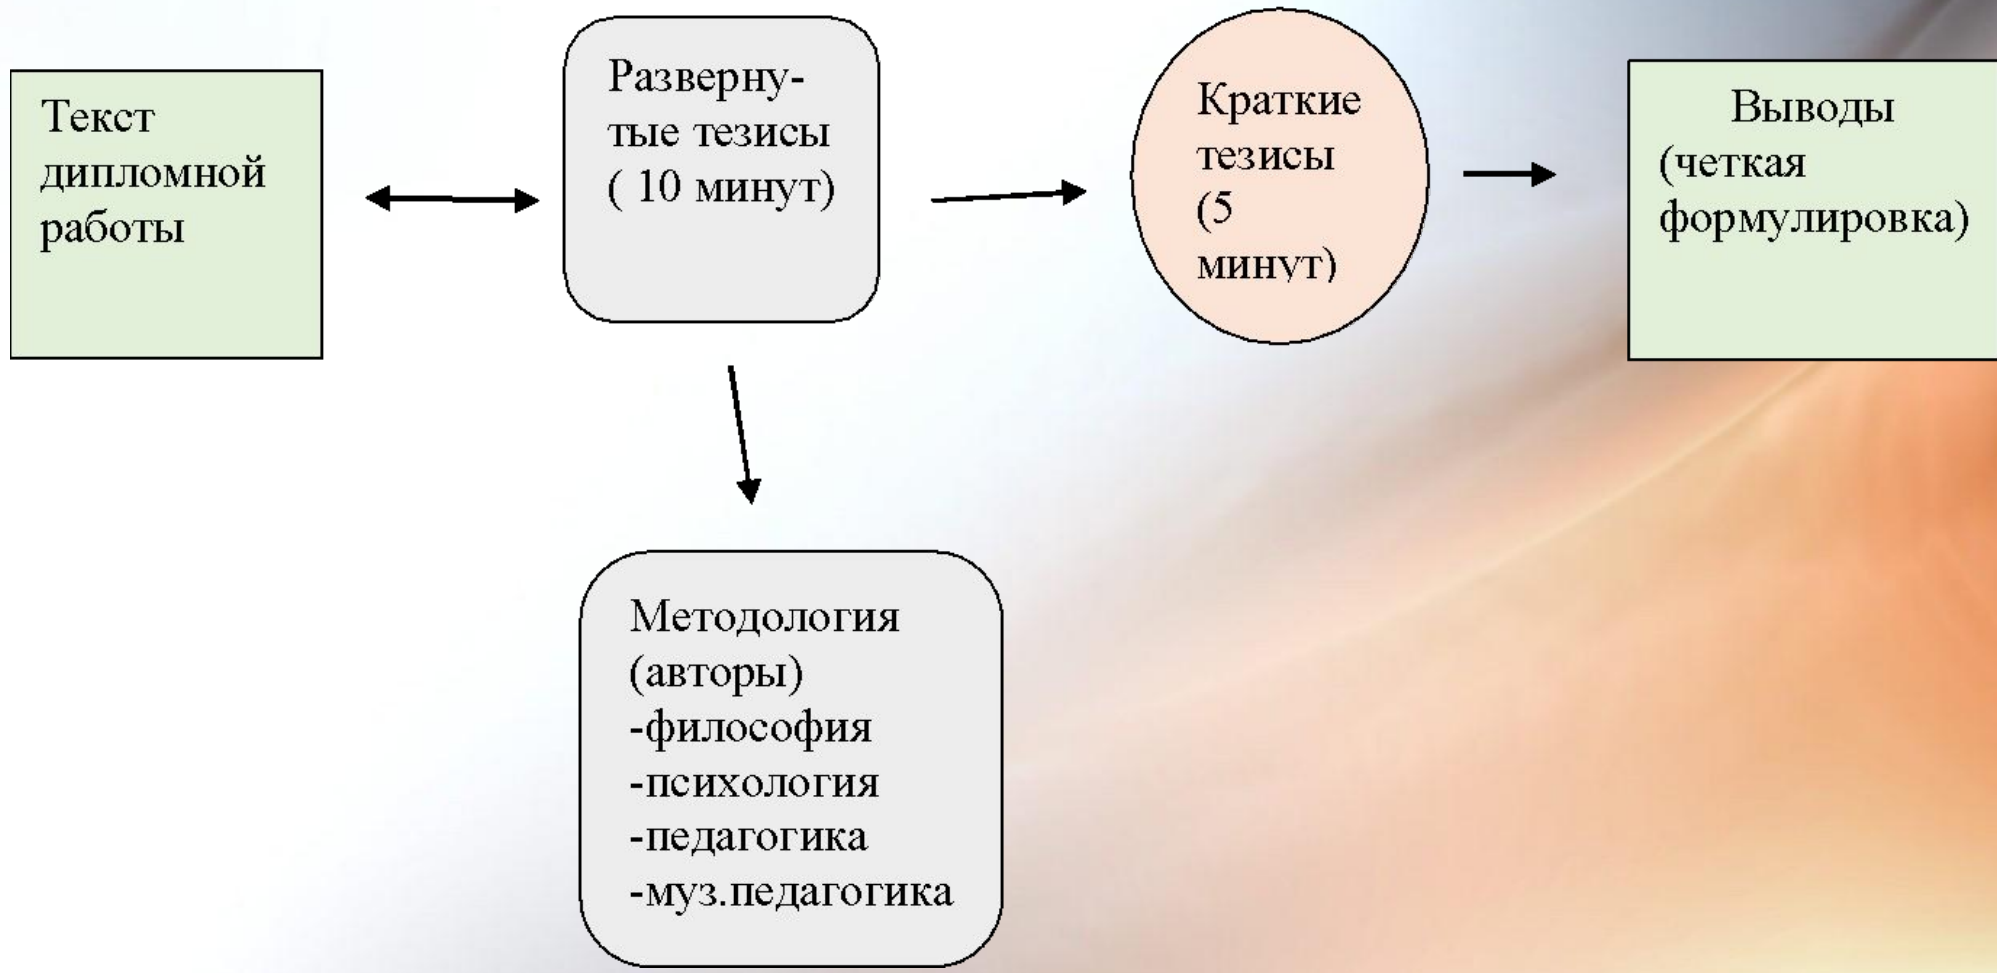 Текст
дипломной
работы
Разверну-
тые тезисы
( 10 минут)
Краткие
тезисы
(5
минут)
Выводы
(четкая
формулировка)
Методология
(авторы)
-философия
-психология
-педагогика
-муз.педагогика